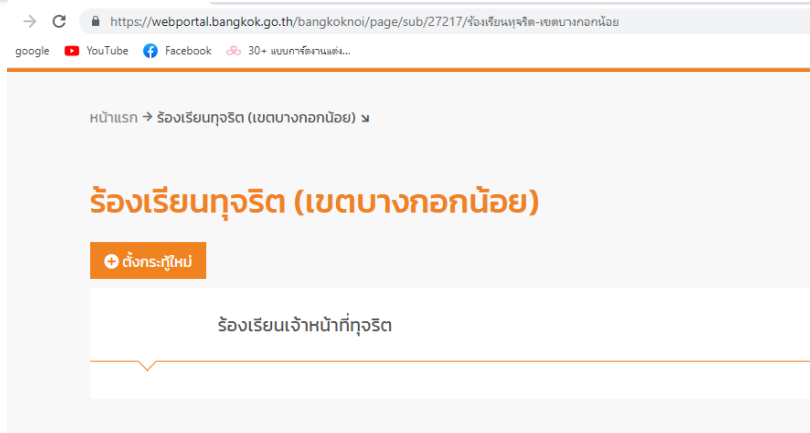 https://webportal.bangkok.go.th/bangkoknoi/page/sub/27217/ร้องเรียนทุจริต-เขตบางกอกน้อย
google YouTube Facebook 30+ แบบการ์ดงานแต่ง...
หน้าแรก → ร้องเรียนทุจริต (เขตบางกอกน้อย)
ร้องเรียนทุจริต (เขตบางกอกน้อย)
ตั้งกระทู้ใหม่
ร้องเรียนเจ้าหน้าที่ทุจริต